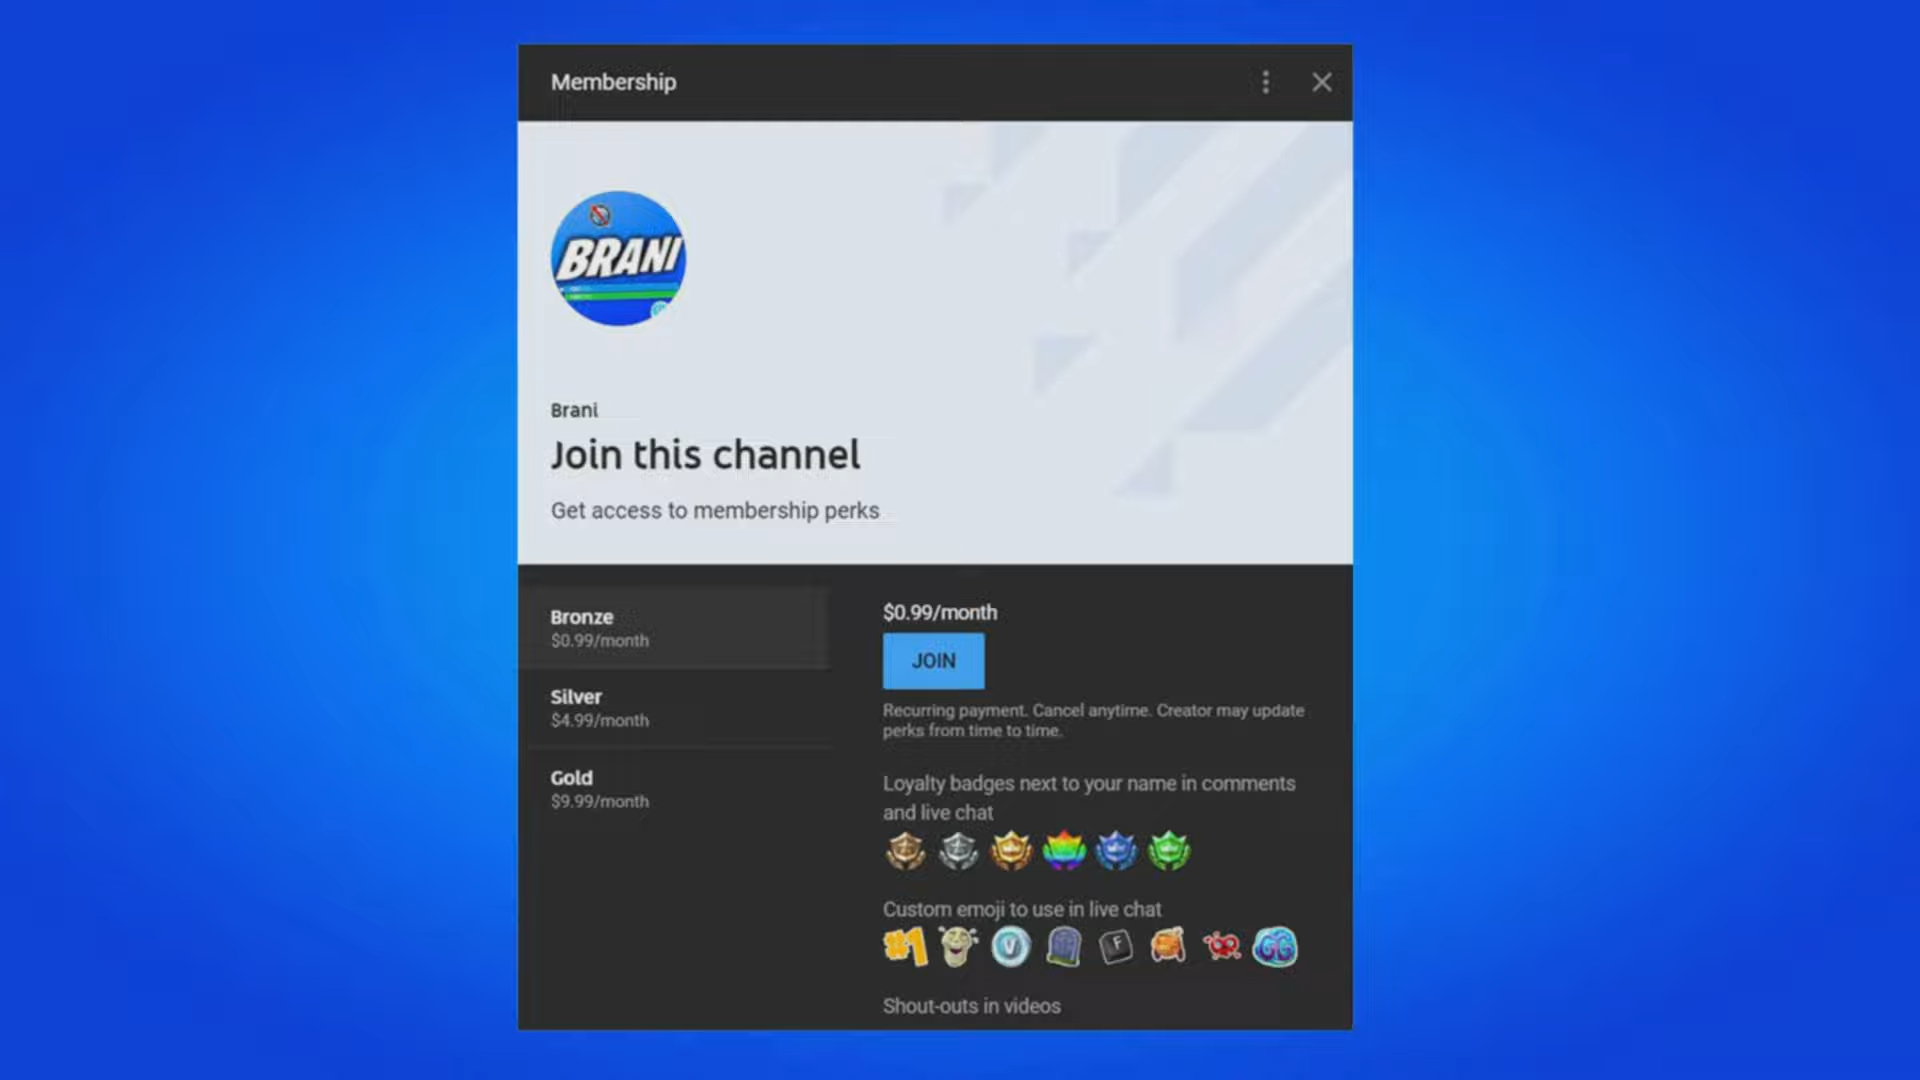 Membership
BRANI
Brani
Join this channel
Get access to membership perks
Bronze
$0.99/month
Silver
$4.99/month
Gold
$9.99/month
$0.99/month
JOIN
Recurring payment. Cancel anytime. Creator may update
perks from time to time.
Loyalty badges next to your name in comments
and live chat
Custom emoji to use in live chat
#1
V
F
GG
Shout-outs in videos